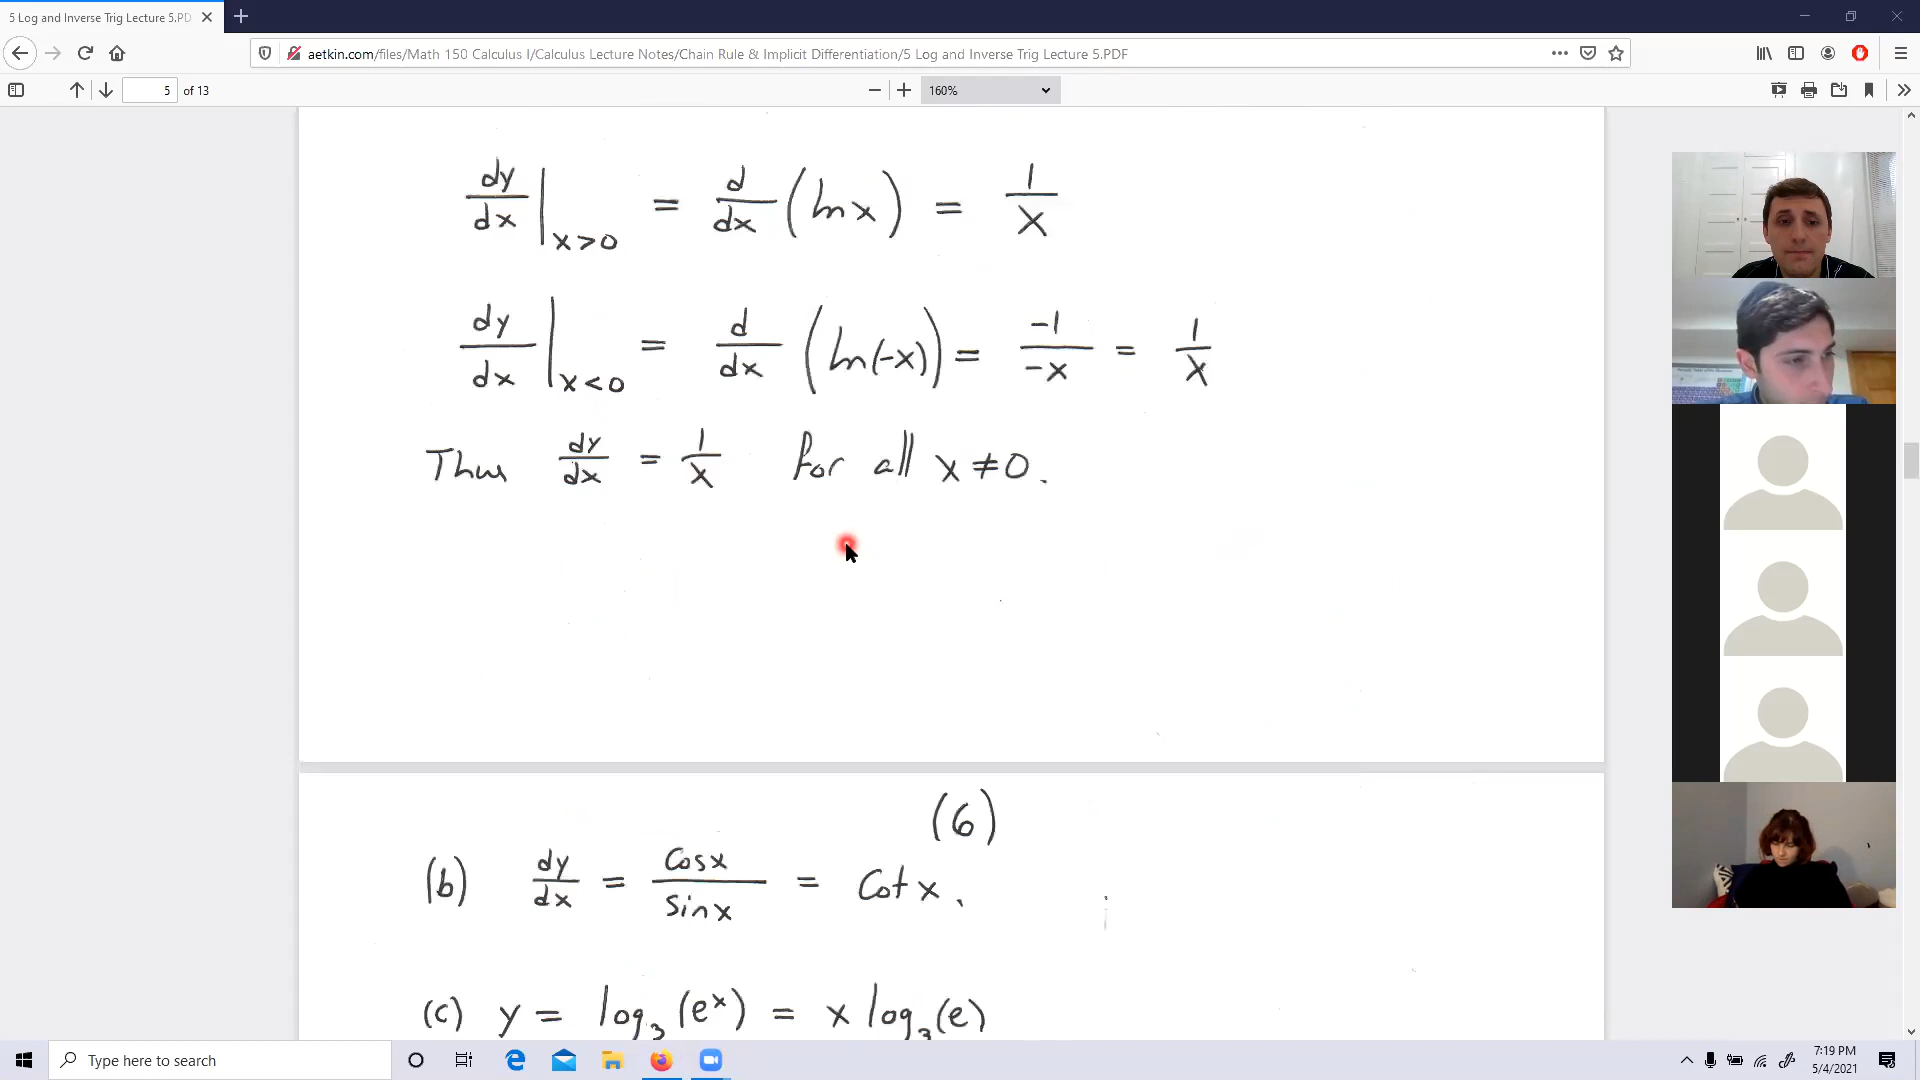 5 Log and Inverse Trig Lecture 5.PD
aetkin.com/files/Math 150 Calculus I/Calculus Lecture Notes/Chain Rule & Implicit Differentiation/5 Log and Inverse Trig Lecture 5.PDF
5 of 13
160%
dy/dx |x>0 = d/dx (ln x) = 1/x
dy/dx |x<0 = d/dx (ln(-x)) = -1/-x = 1/x
Thus dy/dx = 1/x for all x ≠ 0.
(6)
(b) dy/dx = Cosx/Sinx = Cot x.
(c) y = log₃(eˣ) = x log₃(e)
Type here to search
7:19 PM
5/4/2021